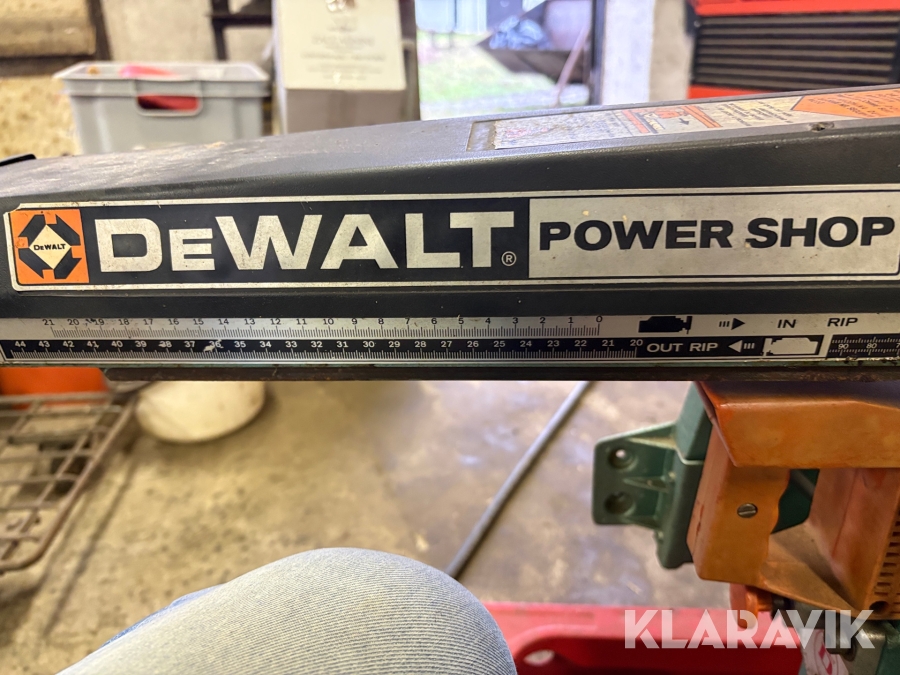 DeWALT
DeWALT® POWER SHOP
21 20 19 18 17 16 15 14 13 12 11 10 9 8 7 6 5 4 3 2 1 0 IN RIP
44 43 42 41 40 39 38 37 36 35 34 33 32 31 30 29 28 27 26 25 24 23 22 21 20 OUT RIP 90 80
KLARAVIK